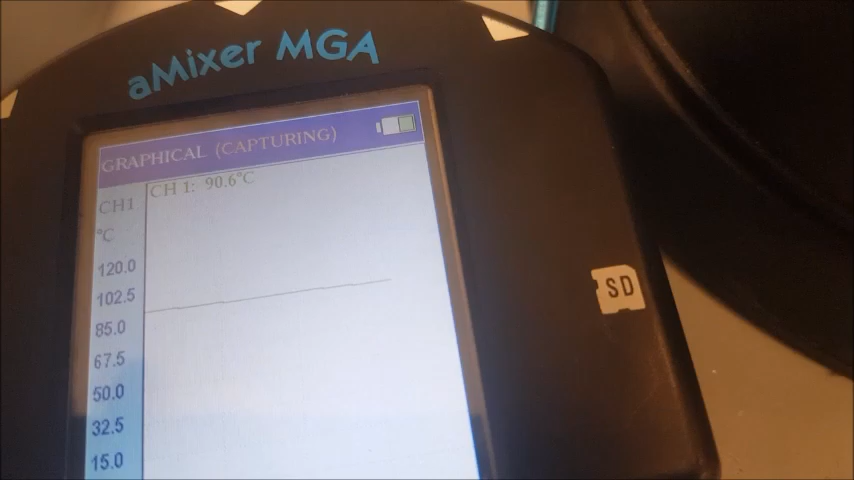 aMixer MGA
GRAPHICAL (CAPTURING)
CH1
CH 1: 90.6°C
°C
120.0
102.5
85.0
67.5
50.0
32.5
15.0
SD